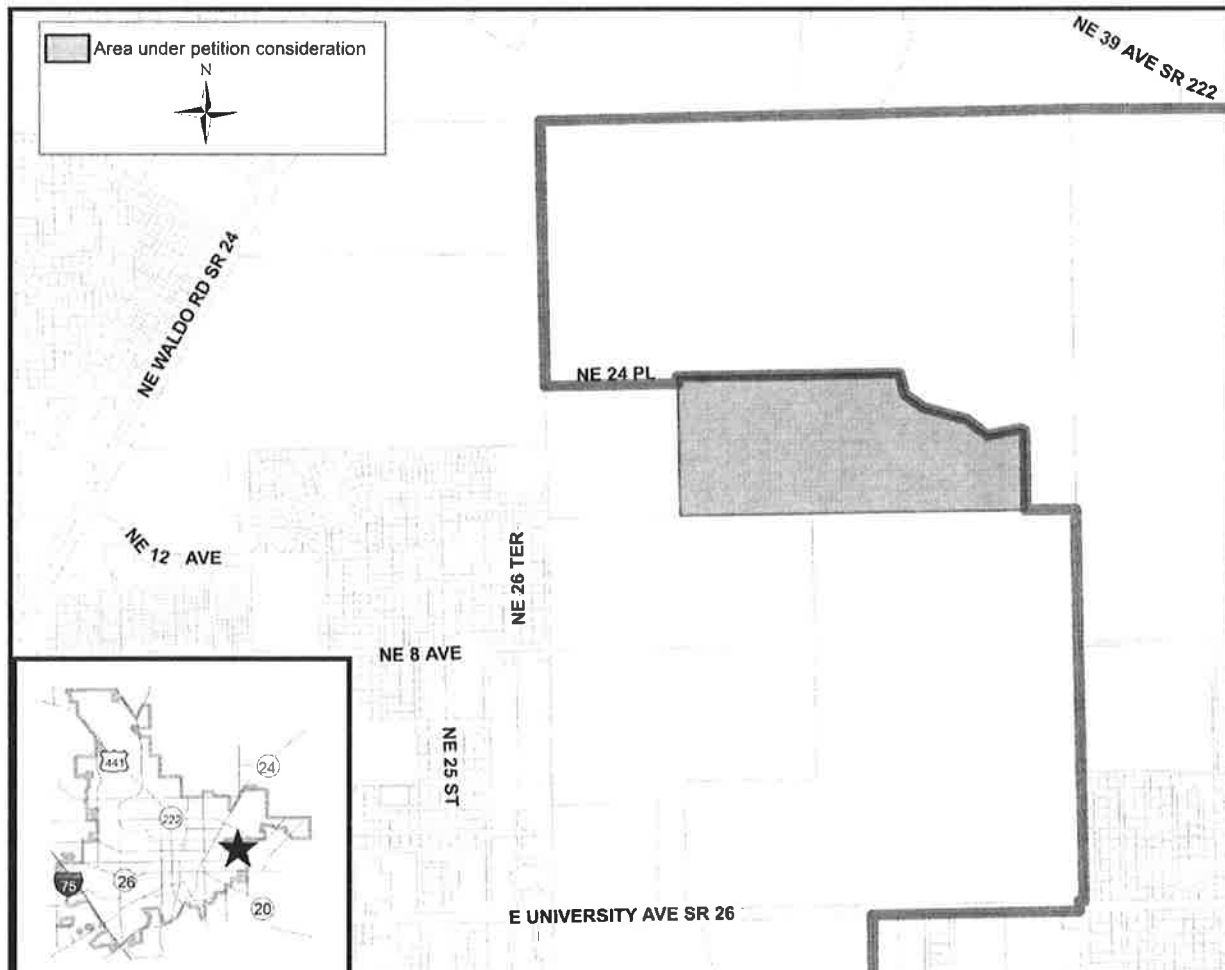 Area under petition consideration
N
NE 39 AVE SR 222
NE WALDO RD SR 24
NE 24 PL
NE 12 AVE
NE 26 TER
NE 8 AVE
NE 25 ST
E UNIVERSITY AVE SR 26
441
24
222
75
26
20